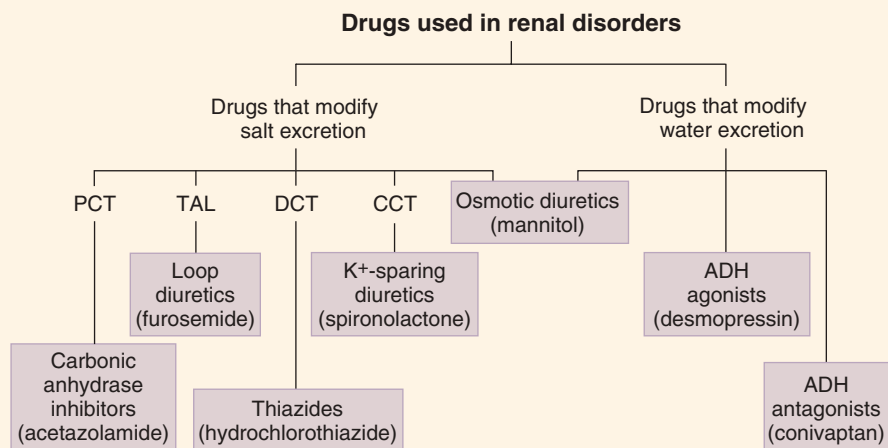 Drugs used in renal disorders
Drugs that modify
salt excretion
Drugs that modify
water excretion
PCT
TAL
DCT
CCT
Osmotic diuretics
(mannitol)
Loop
diuretics
(furosemide)
K+-sparing
diuretics
(spironolactone)
ADH
agonists
(desmopressin)
Carbonic
anhydrase
inhibitors
(acetazolamide)
Thiazides
(hydrochlorothiazide)
ADH
antagonists
(conivaptan)